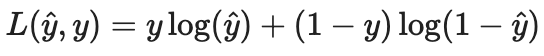 L(ŷ, y) = y log(ŷ) + (1 − y) log(1 − ŷ)